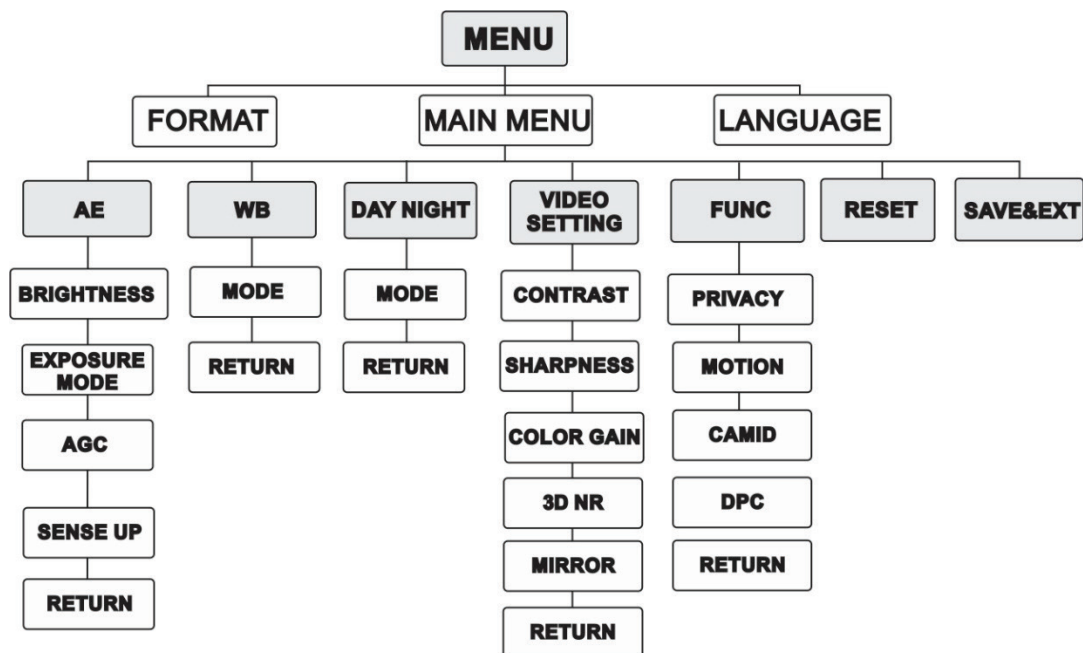 MENU
FORMAT
MAIN MENU
LANGUAGE
AE
WB
DAY NIGHT
VIDEO
SETTING
FUNC
RESET
SAVE&EXT
BRIGHTNESS
EXPOSURE
MODE
AGC
SENSE UP
RETURN
MODE
RETURN
MODE
RETURN
CONTRAST
SHARPNESS
COLOR GAIN
3D NR
MIRROR
RETURN
PRIVACY
MOTION
CAMID
DPC
RETURN